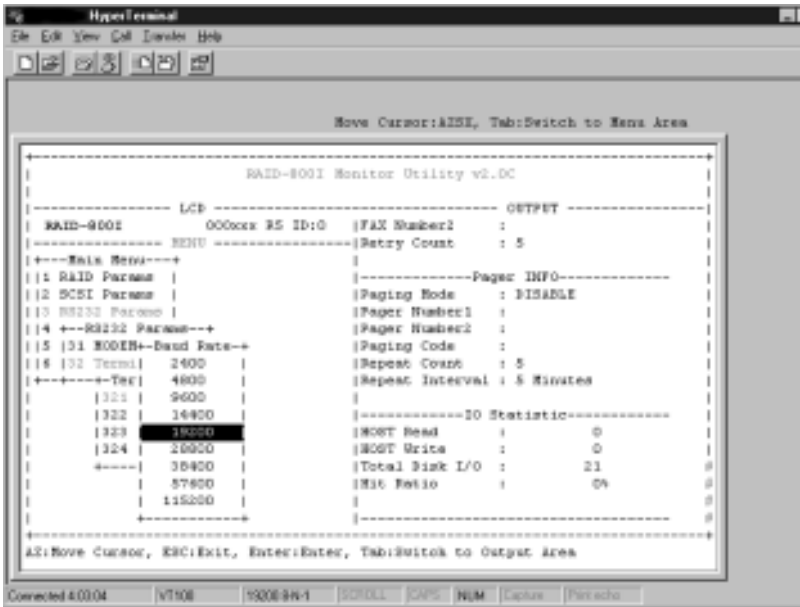 HyperTerminal
File Edit View Call Transfer Help
Move Cursor:AZSX, Tab:Switch to Menu Area
RAID-800I Monitor Utility v2.0C
LCD
OUTPUT
RAID-800I 000xxx R5 ID:0
FAX Number2 :
MENU
Retry Count : 5
Main Menu
1 RAID Params
Pager INFO
2 SCSI Params
Paging Mode : DISABLE
3 RS232 Params
Pager Number1 :
4 RS232 Params
Pager Number2 :
5 31 MODEM Baud Rate
Paging Code :
6 32 Termi 2400
Repeat Count : 5
Ter 4800
Repeat Interval : 5 Minutes
321 9600
322 14400
IO Statistic
323 19200
HOST Read : 0
324 28800
HOST Write : 0
38400
Total Disk I/O : 21
57600
Hit Ratio : 0%
115200
AZ:Move Cursor, ESC:Exit, Enter:Enter, Tab:Switch to Output Area
Connected 4:03:04 VT100 19200 8-N-1 SCROLL CAPS NUM Capture Print echo